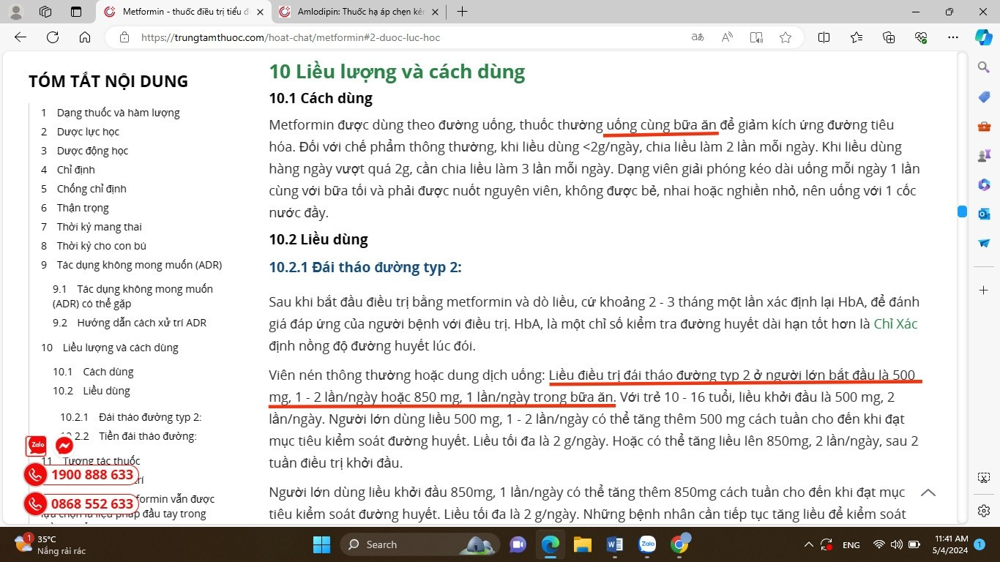 Metformin - thuốc điều trị tiểu đ
Amlodipin: Thuốc hạ áp chẹn kên
https://trungtamthuoc.com/hoat-chat/metformin#2-duoc-luc-hoc
TÓM TẮT NỘI DUNG
1 Dạng thuốc và hàm lượng
2 Dược lực học
3 Dược động học
4 Chỉ định
5 Chống chỉ định
6 Thận trọng
7 Thời kỳ mang thai
8 Thời kỳ cho con bú
9 Tác dụng không mong muốn (ADR)
9.1 Tác dụng không mong muốn
(ADR) có thể gặp
9.2 Hướng dẫn cách xử trí ADR
10 Liều lượng và cách dùng
10.1 Cách dùng
10.2 Liều dùng
10.2.1 Đái tháo đường typ 2:
10.2.2 Tiền đái tháo đường:
11 Tương tác thuốc
trí
formin vẫn được
lựa chọn là liệu pháp đầu tay trong
Zalo
1900 888 633
0868 552 633
10 Liều lượng và cách dùng
10.1 Cách dùng
Metformin được dùng theo đường uống, thuốc thường uống cùng bữa ăn để giảm kích ứng đường tiêu
hóa. Đối với chế phẩm thông thường, khi liều dùng <2g/ngày, chia liều làm 2 lần mỗi ngày. Khi liều dùng
hàng ngày vượt quá 2g, cần chia liều làm 3 lần mỗi ngày. Dạng viên giải phóng kéo dài uống mỗi ngày 1 lần
cùng với bữa tối và phải được nuốt nguyên viên, không được bẻ, nhai hoặc nghiền nhỏ, nên uống với 1 cốc
nước đầy.
10.2 Liều dùng
10.2.1 Đái tháo đường typ 2:
Sau khi bắt đầu điều trị bằng metformin và dò liều, cứ khoảng 2 - 3 tháng một lần xác định lại HbA, để đánh
giá đáp ứng của người bệnh với điều trị. HbA, là một chỉ số kiểm tra đường huyết dài hạn tốt hơn là Chỉ Xác
định nồng độ đường huyết lúc đói.
Viên nén thông thường hoặc dung dịch uống: Liều điều trị đái tháo đường typ 2 ở người lớn bắt đầu là 500
mg, 1 - 2 lần/ngày hoặc 850 mg, 1 lần/ngày trong bữa ăn. Với trẻ 10 - 16 tuổi, liều khởi đầu là 500 mg, 2
lần/ngày. Người lớn dùng liều 500 mg, 1 - 2 lần/ngày có thể tăng thêm 500 mg cách tuần cho đến khi đạt
mục tiêu kiểm soát đường huyết. Liều tối đa là 2 g/ngày. Hoặc có thể tăng liều lên 850mg, 2 lần/ngày, sau 2
tuần điều trị khởi đầu.
Người lớn dùng liều khởi đầu 850mg, 1 lần/ngày có thể tăng thêm 850mg cách tuần cho đến khi đạt mục
tiêu kiểm soát đường huyết. Liều tối đa là 2 g/ngày. Những bệnh nhân cần tiếp tục tăng liều để kiểm soát
1
35°C
Nắng rải rác
Search
Zalo
ENG
11:41 AM
5/4/2024
1